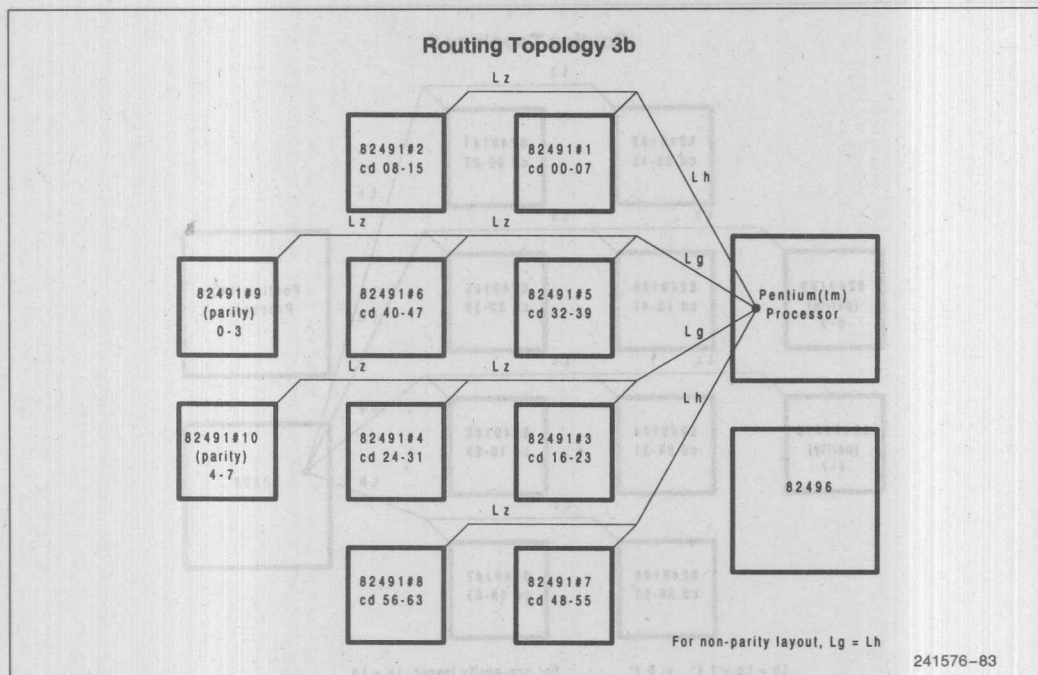 Routing Topology 3b
Lz
82491#2
cd 08-15
82491#1
cd 00-07
Lh
Lz
Lz
82491#9
(parity)
0-3
82491#6
cd 40-47
82491#5
cd 32-39
Lg
Pentium(tm)
Processor
Lg
Lz
Lz
Lh
82491#10
(parity)
4-7
82491#4
cd 24-31
82491#3
cd 16-23
82496
Lz
82491#8
cd 56-63
82491#7
cd 48-55
For non-parity layout, Lg = Lh
241576-83